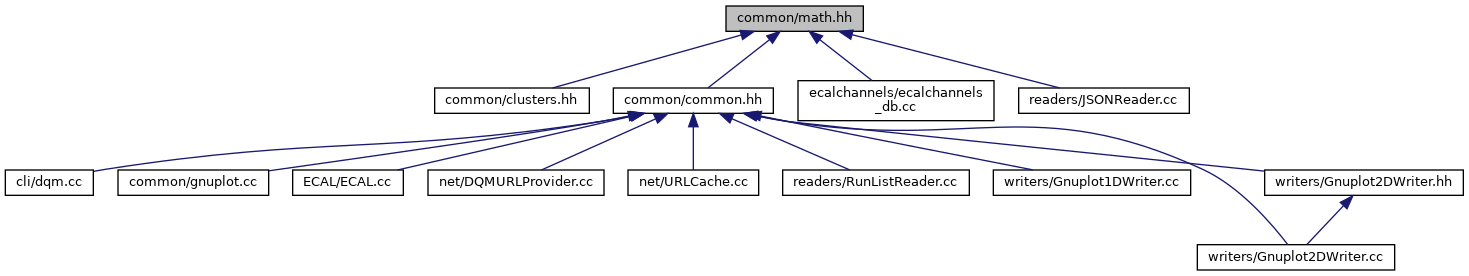 common/math.hh
common/clusters.hh
common/common.hh
ecalchannels/ecalchannels
_db.cc
readers/JSONReader.cc
cli/dqm.cc
common/gnuplot.cc
ECAL/ECAL.cc
net/DQMURLProvider.cc
net/URLCache.cc
readers/RunListReader.cc
writers/Gnuplot1DWriter.cc
writers/Gnuplot2DWriter.hh
writers/Gnuplot2DWriter.cc